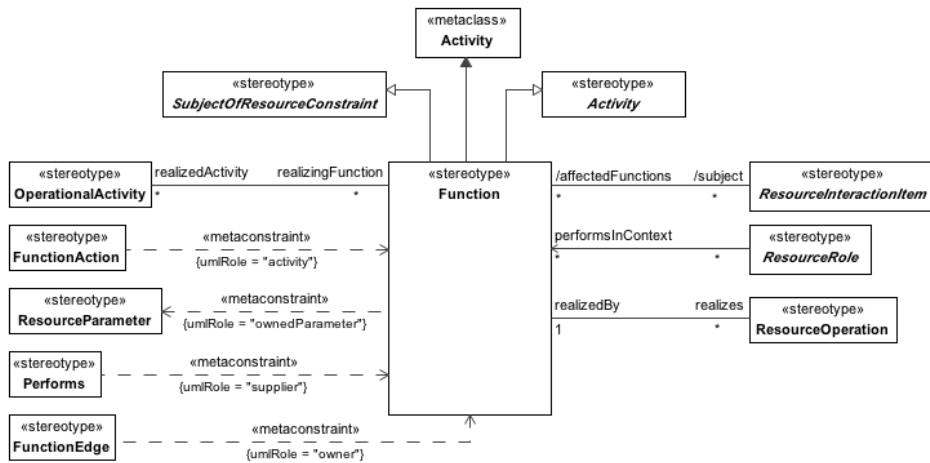 «metaclass»
Activity
«stereotype»
SubjectOfResourceConstraint
«stereotype»
Activity
«stereotype»
OperationalActivity
realizedActivity
*
realizingFunction
*
«stereotype»
Function
/affectedFunctions
*
/subject
*
«stereotype»
ResourceInteractionItem
«stereotype»
FunctionAction
«metaconstraint»
{umlRole = "activity"}
performsInContext
*
*
«stereotype»
ResourceRole
«stereotype»
ResourceParameter
«metaconstraint»
{umlRole = "ownedParameter"}
realizedBy
1
realizes
*
«stereotype»
ResourceOperation
«stereotype»
Performs
«metaconstraint»
{umlRole = "supplier"}
«stereotype»
FunctionEdge
«metaconstraint»
{umlRole = "owner"}